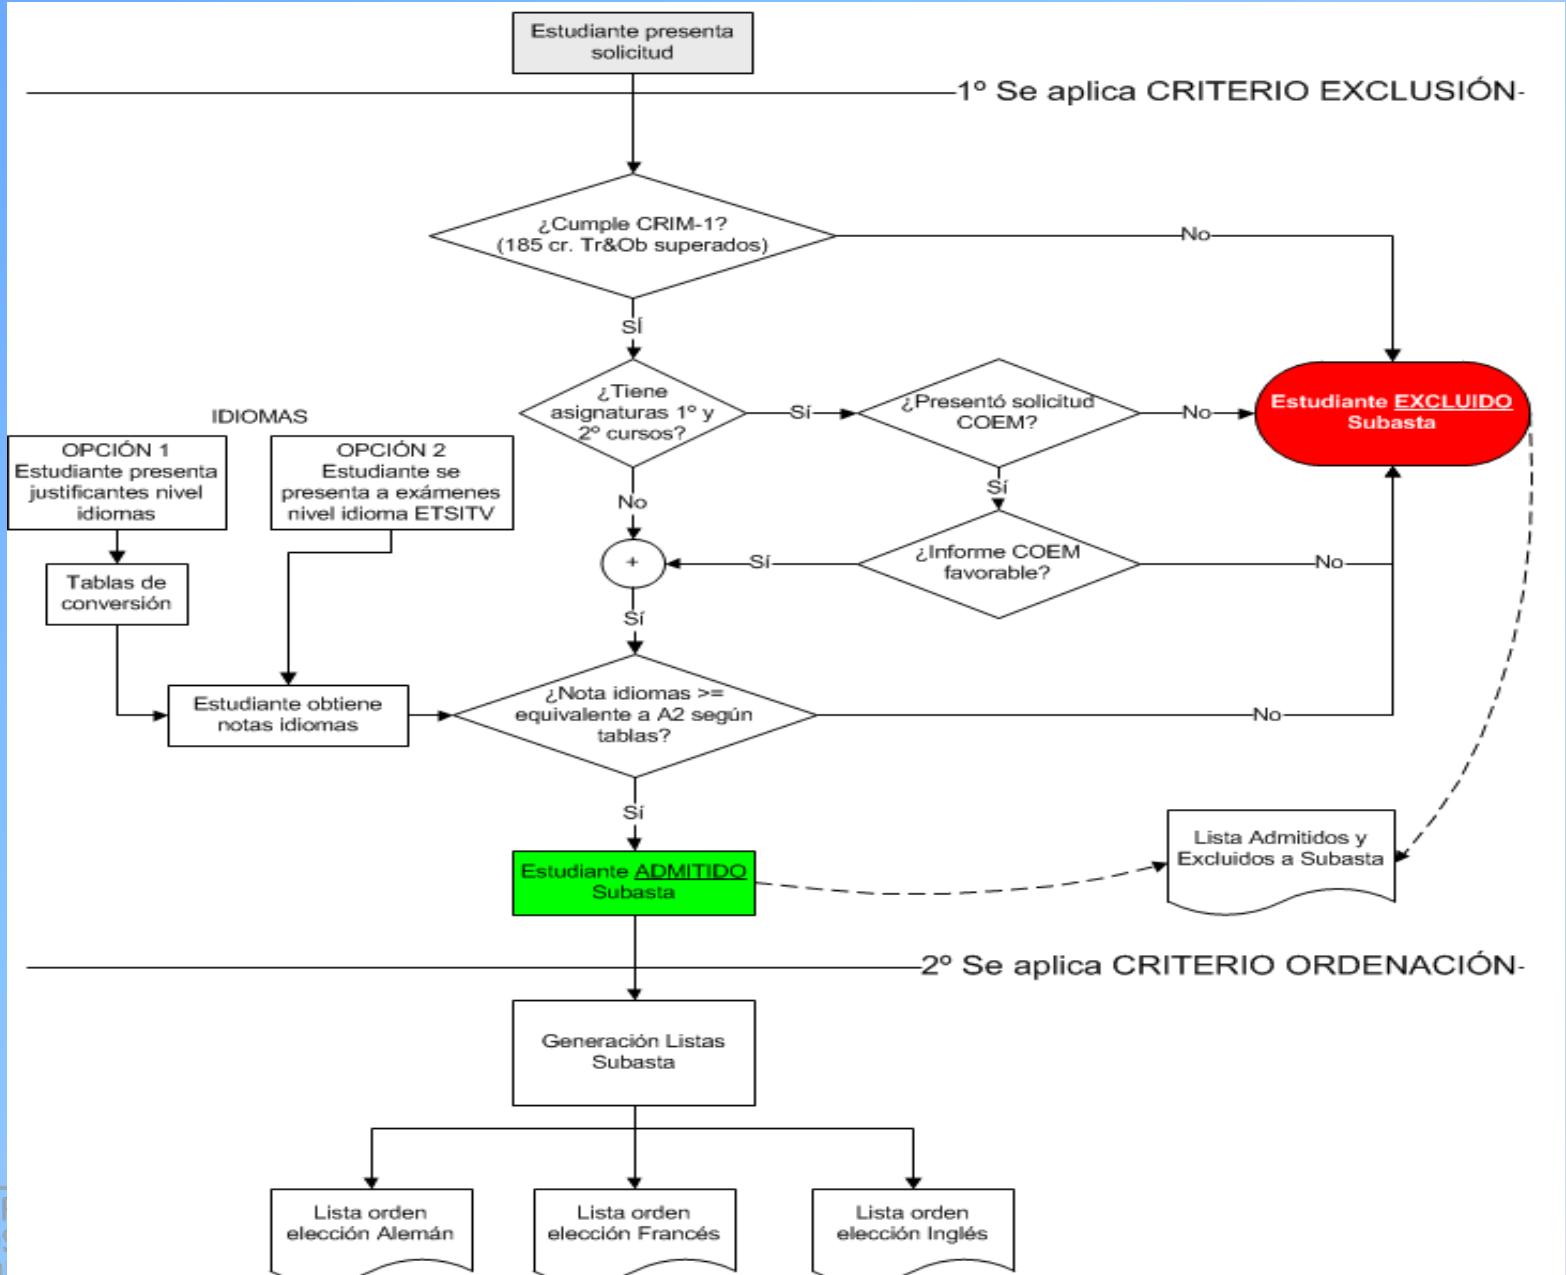 Estudiante presenta
solicitud
1º Se aplica CRITERIO EXCLUSIÓN
¿Cumple CRIM-1?
(185 cr. Tr&Ob superados)
No
SÍ
¿Tiene
asignaturas 1º y
2º cursos?
Sí
¿Presentó solicitud
COEM?
No
Estudiante EXCLUIDO
Subasta
IDIOMAS
OPCIÓN 1
Estudiante presenta
justificantes nivel
idiomas
OPCIÓN 2
Estudiante se
presenta a exámenes
nivel idioma ETSITV
No
Sí
+
Sí
¿Informe COEM
favorable?
No
Tablas de
conversión
Sí
Estudiante obtiene
notas idiomas
¿Nota idiomas >=
equivalente a A2 según
tablas?
No
Sí
Lista Admitidos y
Excluidos a Subasta
Estudiante ADMITIDO
Subasta
2º Se aplica CRITERIO ORDENACIÓN
Generación Listas
Subasta
Lista orden
elección Alemán
Lista orden
elección Francés
Lista orden
elección Inglés